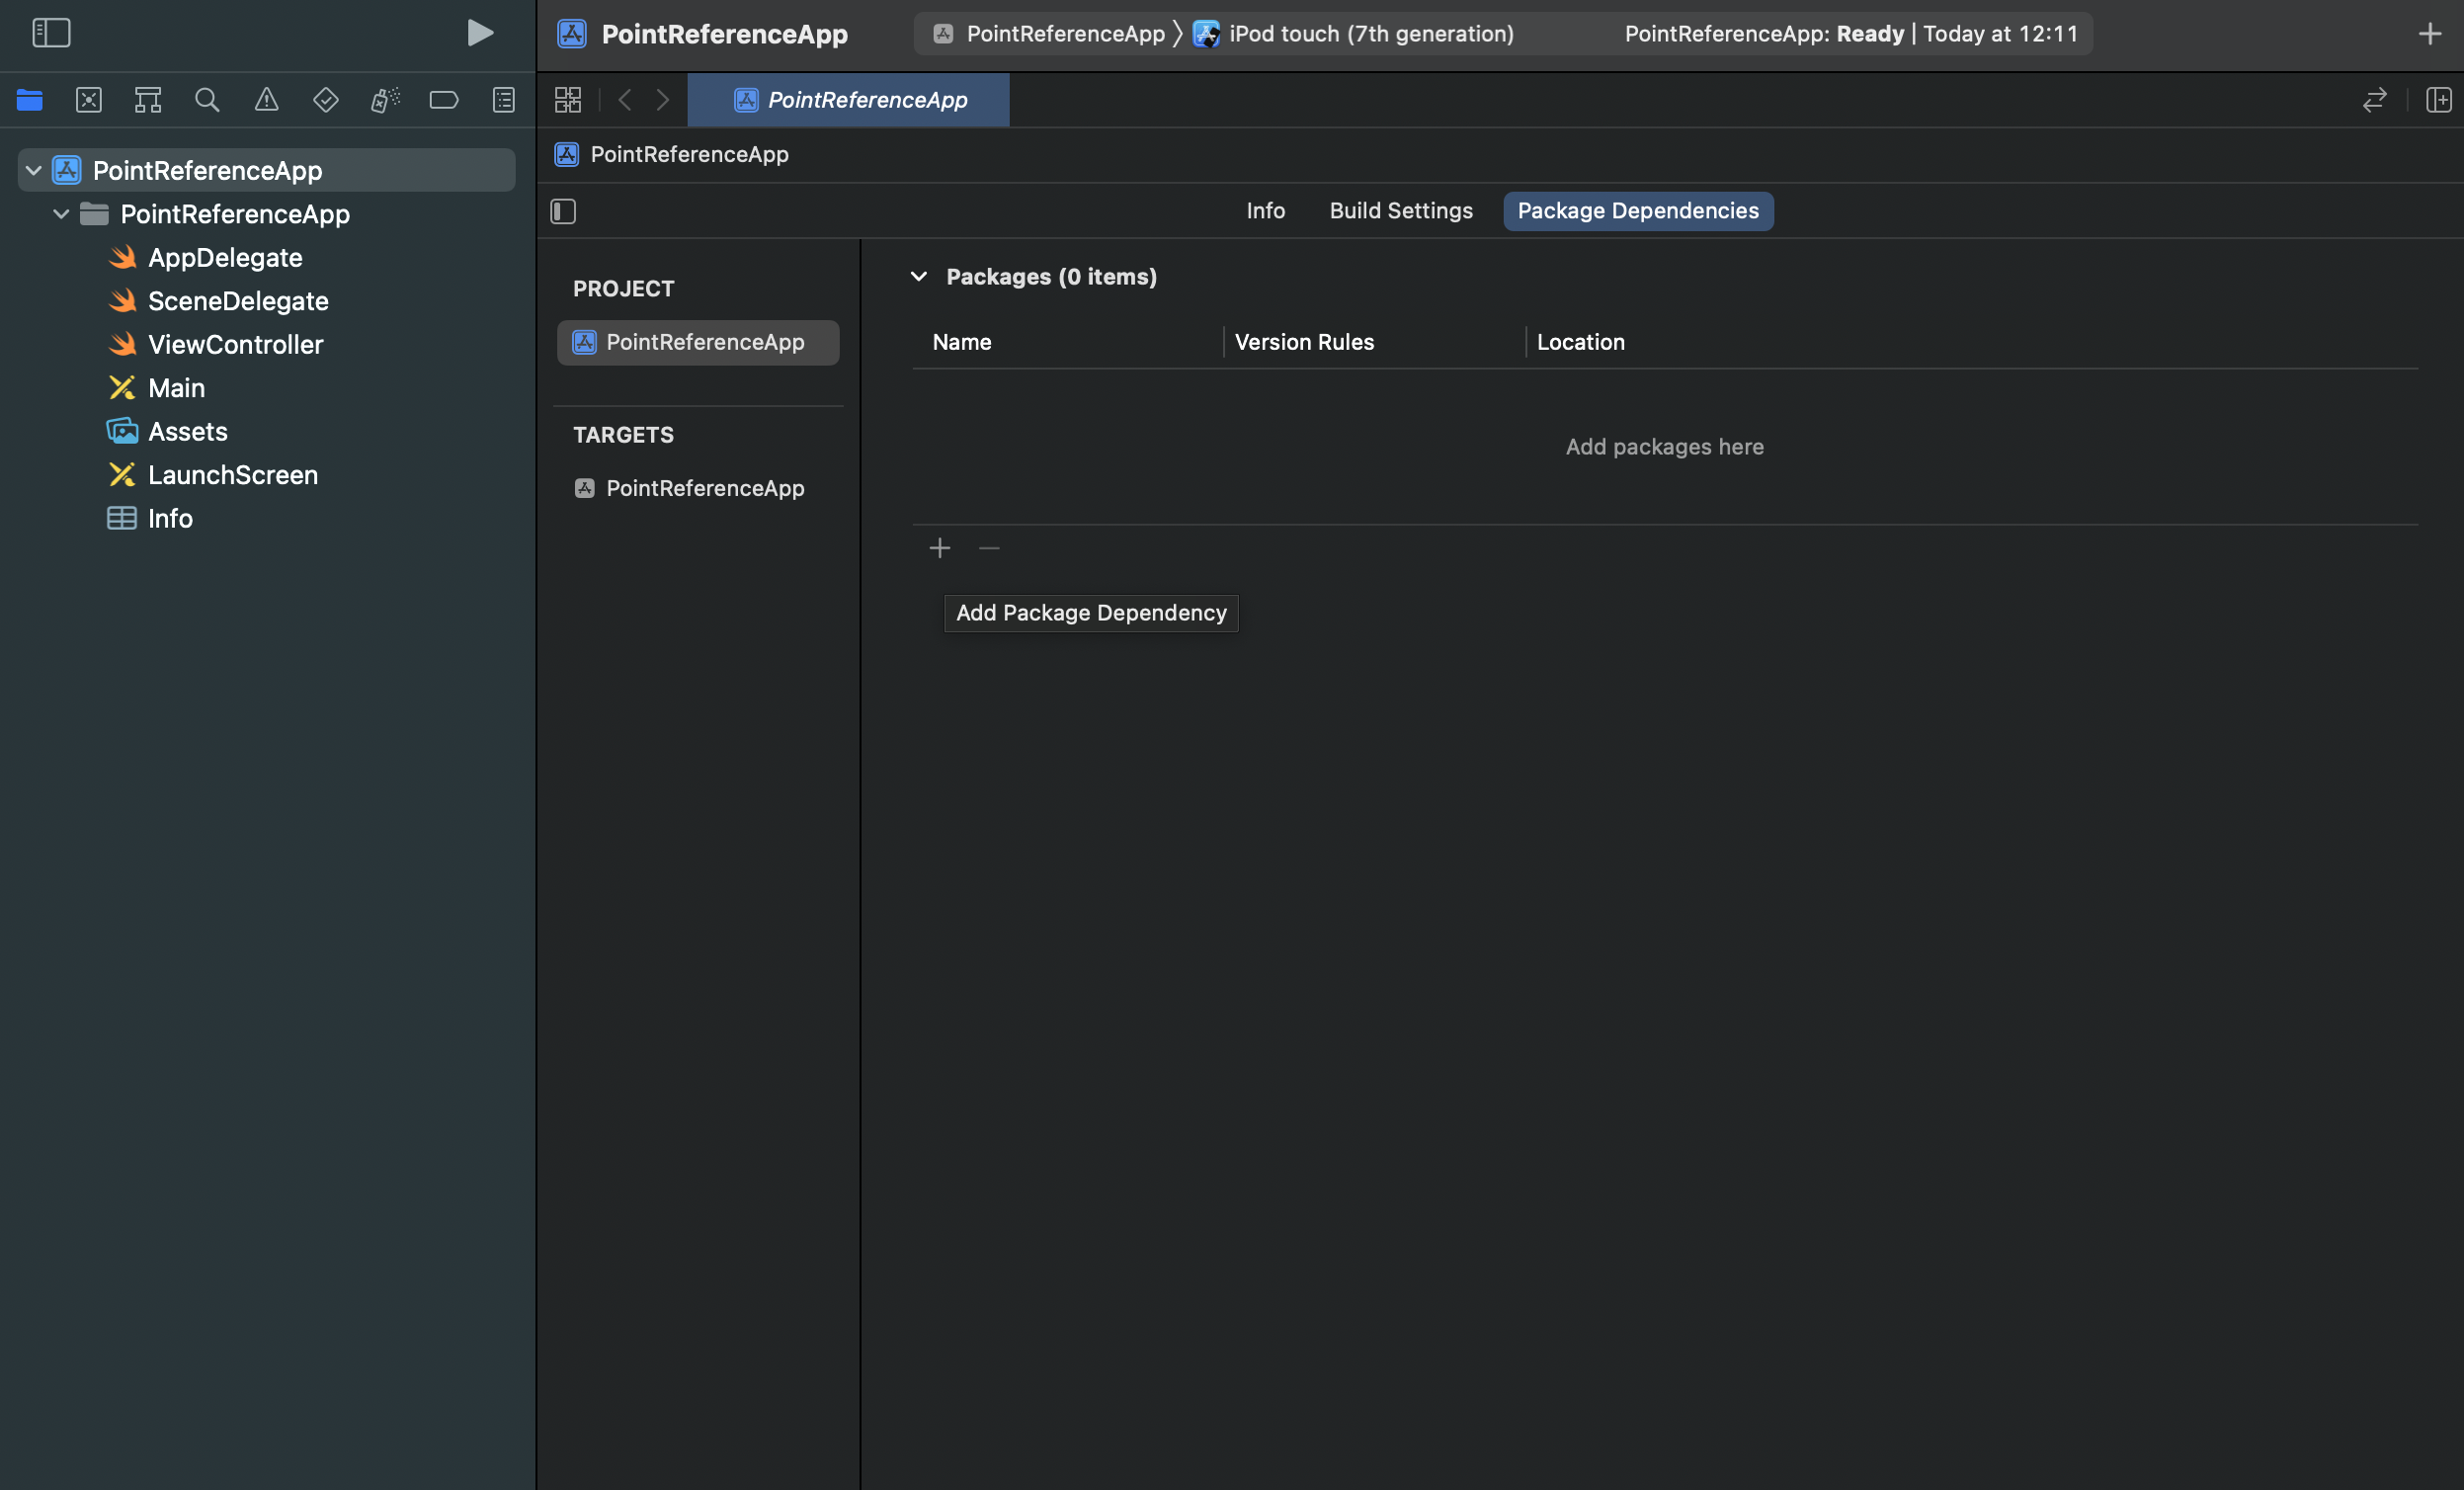 PointReferenceApp
PointReferenceApp
iPod touch (7th generation)
PointReferenceApp: Ready | Today at 12:11
PointReferenceApp
PointReferenceApp
PointReferenceApp
PointReferenceApp
AppDelegate
SceneDelegate
ViewController
Main
Assets
LaunchScreen
Info
Info
Build Settings
Package Dependencies
PROJECT
PointReferenceApp
TARGETS
PointReferenceApp
Packages (0 items)
Name
Version Rules
Location
Add packages here
Add Package Dependency